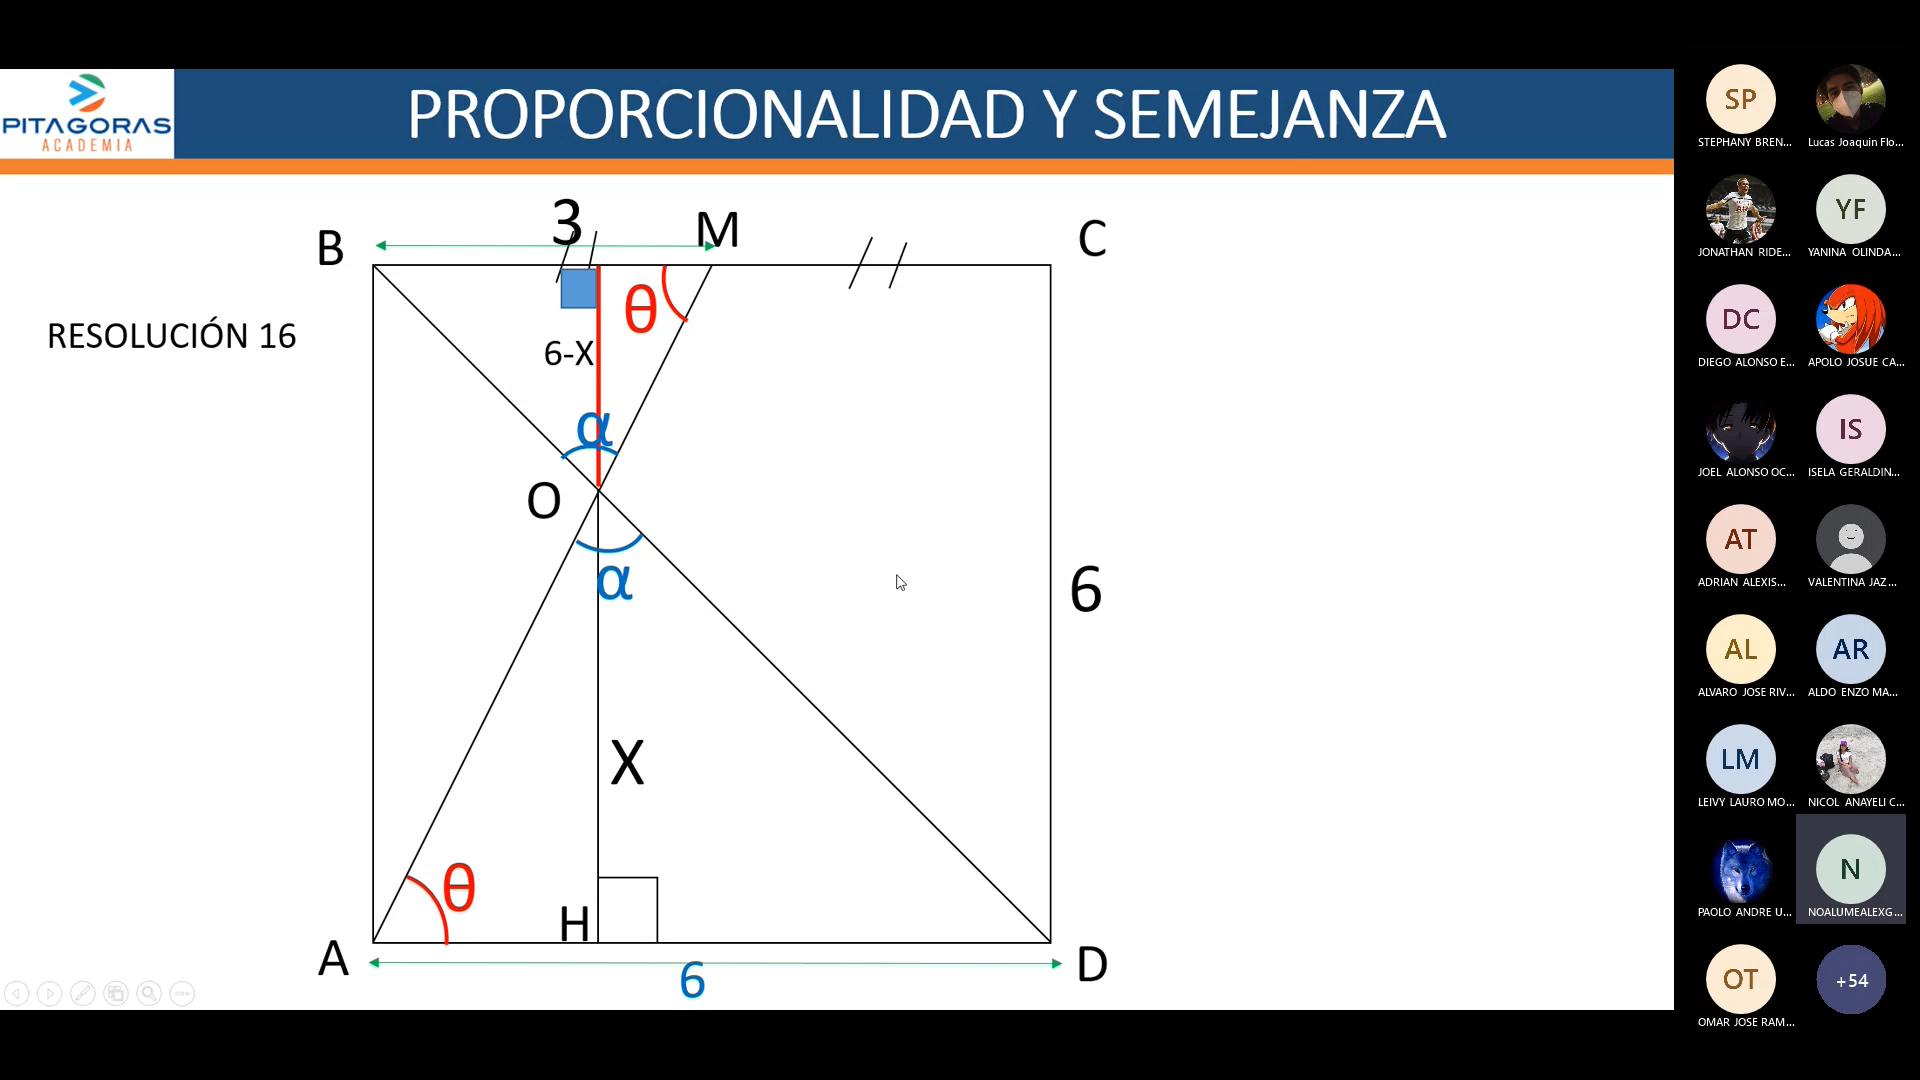 PITAGORAS
ACADEMIA
PROPORCIONALIDAD Y SEMEJANZA
RESOLUCIÓN 16
B
3
M
C
θ
6-X
α
O
α
6
X
θ
H
A
6
D
SP
STEPHANY BREN...
Lucas Joaquin Flo...
JONATHAN RIDE...
YF
YANINA OLINDA...
DC
DIEGO ALONSO E...
APOLO JOSUE CA...
JOEL ALONSO OC...
IS
ISELA GERALDIN...
AT
ADRIAN ALEXIS...
VALENTINA JAZ...
AL
ALVARO JOSE RIV...
AR
ALDO ENZO MA...
LM
LEIVY LAURO MO...
NICOL ANAYELI C...
PAOLO ANDRE U...
N
NOALUMEALEXG...
OT
OMAR JOSE RAM...
+54